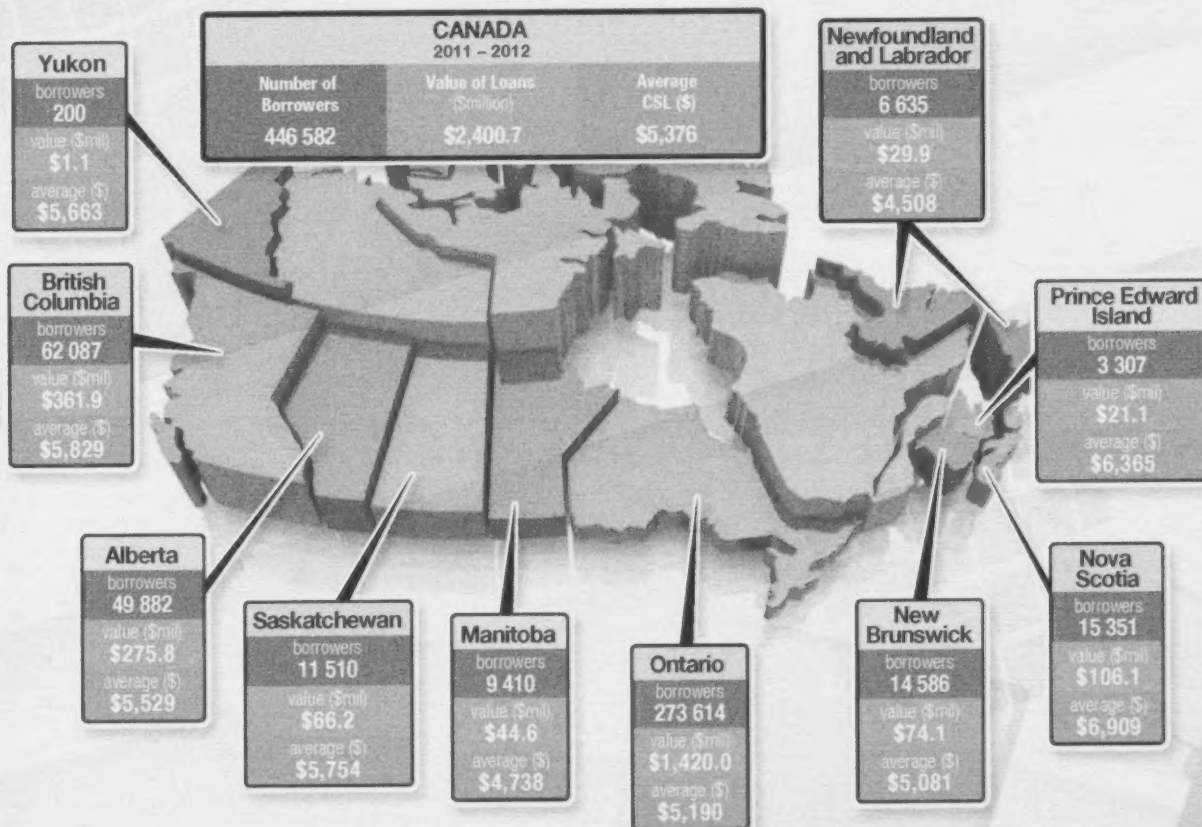 CANADA
2011 – 2012
Number of Borrowers
446 582
Value of Loans ($million)
$2,400.7
Average CSL ($)
$5,376
Yukon
borrowers
200
value ($mil)
$1.1
average ($)
$5,663
Newfoundland
and Labrador
borrowers
6 635
value ($mil)
$29.9
average ($)
$4,508
British
Columbia
borrowers
62 087
value ($mil)
$361.9
average ($)
$5,829
Prince Edward
Island
borrowers
3 307
value ($mil)
$21.1
average ($)
$6,365
Alberta
borrowers
49 882
value ($mil)
$275.8
average ($)
$5,529
Saskatchewan
borrowers
11 510
value ($mil)
$66.2
average ($)
$5,754
Manitoba
borrowers
9 410
value ($mil)
$44.6
average ($)
$4,738
Ontario
borrowers
273 614
value ($mil)
$1,420.0
average ($)
$5,190
New
Brunswick
borrowers
14 586
value ($mil)
$74.1
average ($)
$5,081
Nova
Scotia
borrowers
15 351
value ($mil)
$106.1
average ($)
$6,909